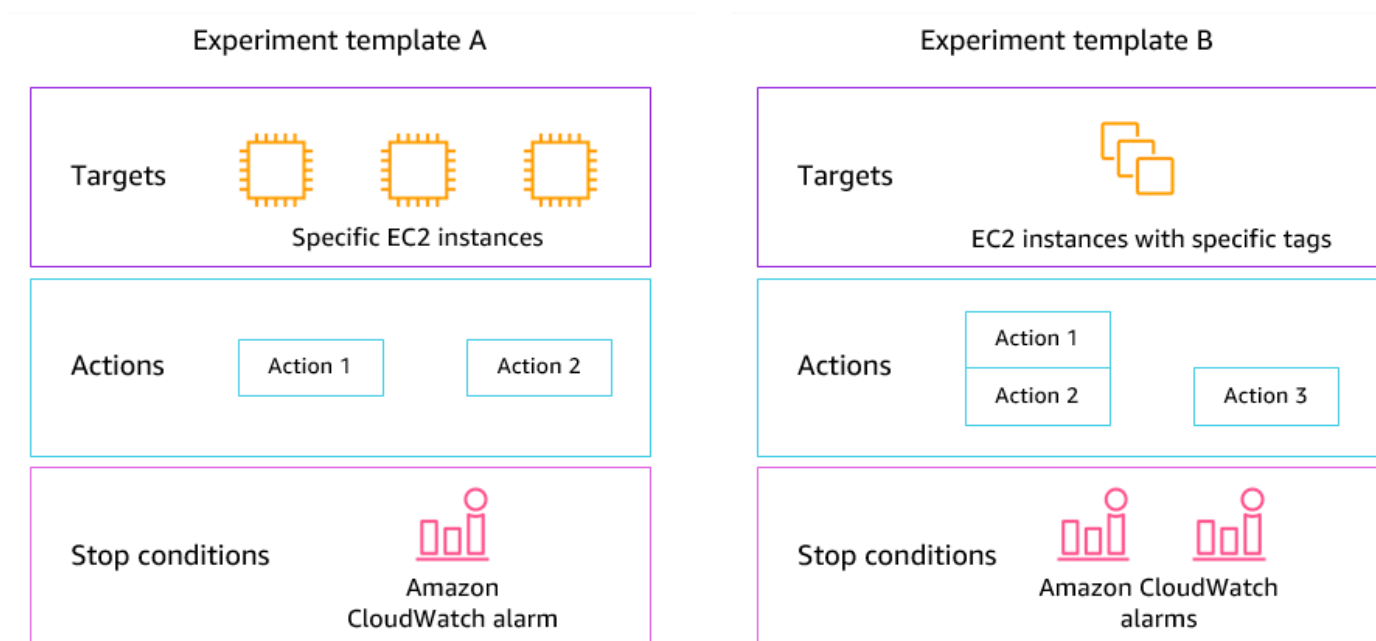 Experiment template A
Targets
Specific EC2 instances
Actions
Action 1
Action 2
Stop conditions
Amazon
CloudWatch alarm
Experiment template B
Targets
EC2 instances with specific tags
Actions
Action 1
Action 2
Action 3
Stop conditions
Amazon CloudWatch
alarms